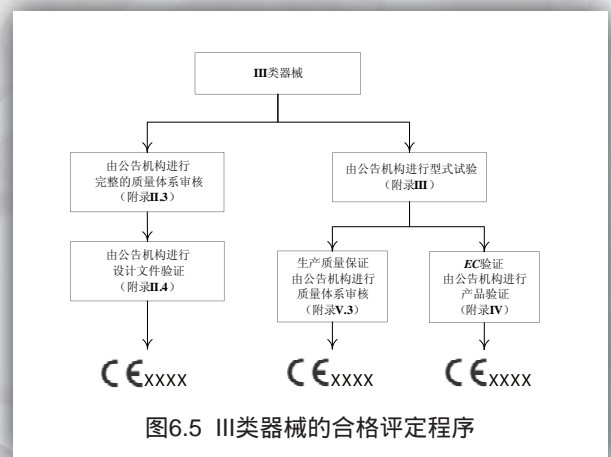 III类器械
由公告机构进行
完整的质量体系审核
（附录II.3）
由公告机构进行型式试验
（附录III）
由公告机构进行
设计文件验证
（附录II.4）
生产质量保证
由公告机构进行
质量体系审核
（附录V.3）
EC验证
由公告机构进行
产品验证
（附录IV）
CEXXXX
CEXXXX
CEXXXX
图6.5 III类器械的合格评定程序